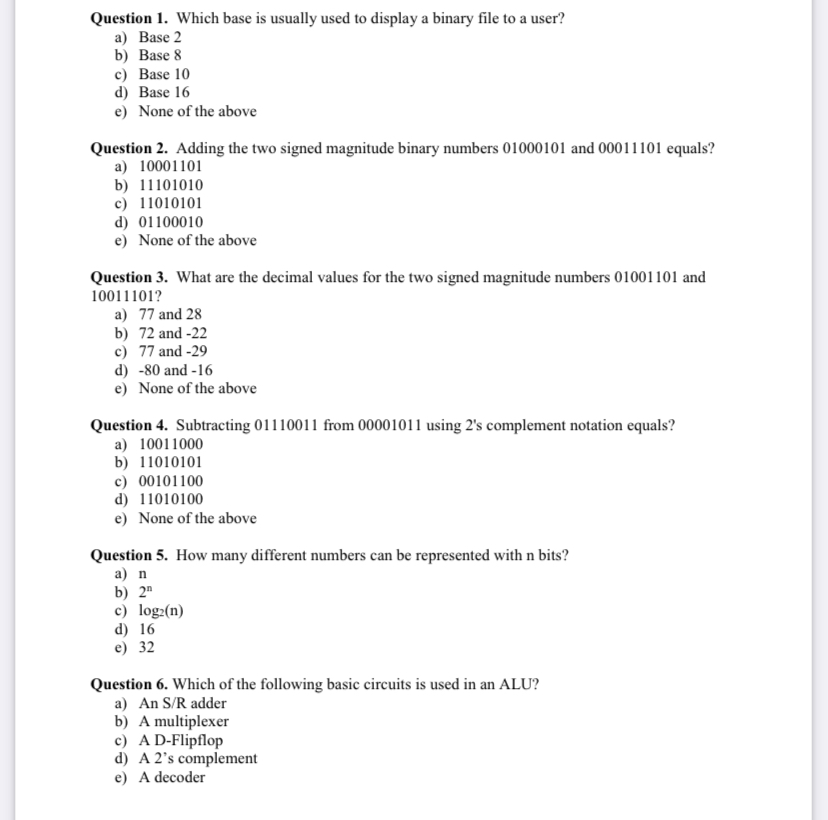 Question 1. Which base is usually used to display a binary file to a user?
a) Base 2
b) Base 8
c) Base 10
d) Base 16
e) None of the above
Question 2. Adding the two signed magnitude binary numbers 01000101 and 00011101 equals?
a) 10001101
b) 11101010
c) 11010101
d) 01100010
e) None of the above
Question 3. What are the decimal values for the two signed magnitude numbers 01001101 and
10011101?
a) 77 and 28
b) 72 and -22
c) 77 and -29
d) -80 and -16
e) None of the above
Question 4. Subtracting 01110011 from 00001011 using 2's complement notation equals?
a) 10011000
b) 11010101
c) 00101100
d) 11010100
e) None of the above
Question 5. How many different numbers can be represented with n bits?
a) n
b) 2ⁿ
c) log₂(n)
d) 16
e) 32
Question 6. Which of the following basic circuits is used in an ALU?
a) An S/R adder
b) A multiplexer
c) A D-Flipflop
d) A 2’s complement
e) A decoder